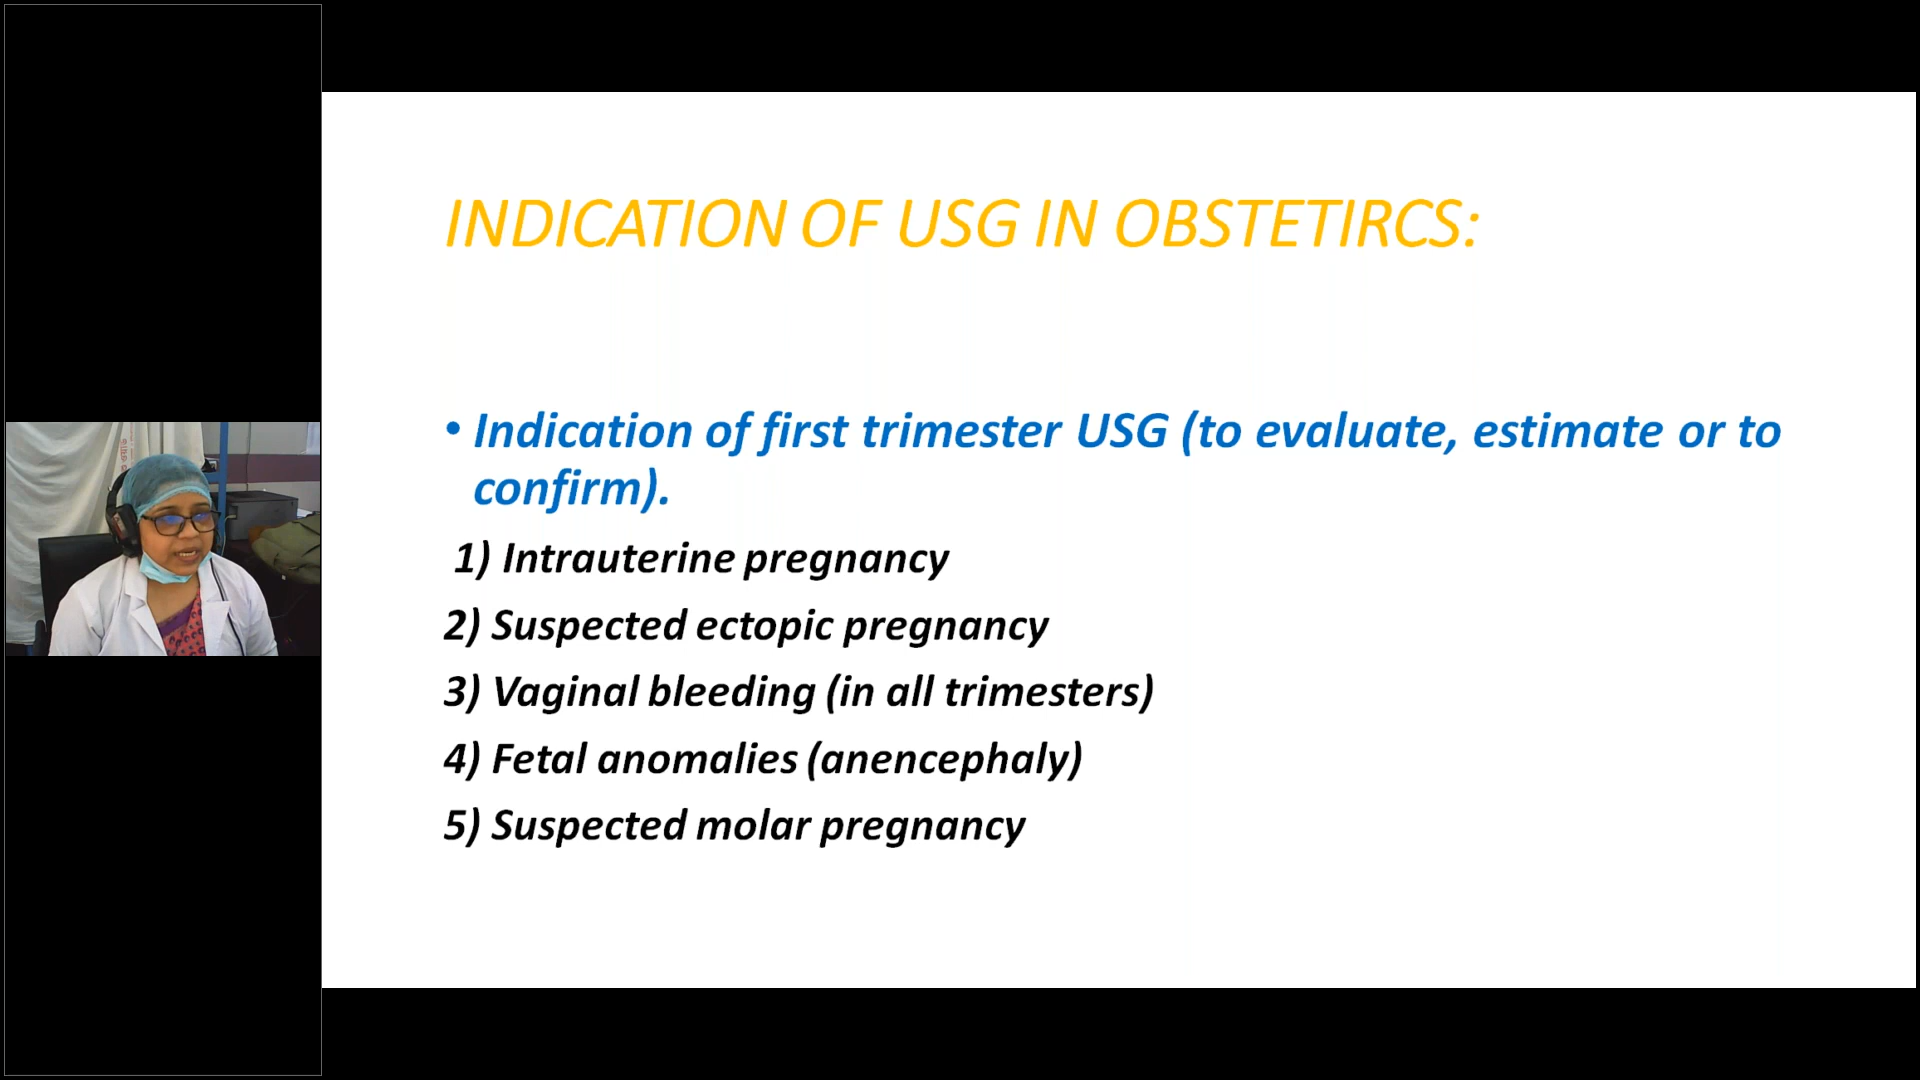 INDICATION OF USG IN OBSTETIRCS:
• Indication of first trimester USG (to evaluate, estimate or to
confirm).
1) Intrauterine pregnancy
2) Suspected ectopic pregnancy
3) Vaginal bleeding (in all trimesters)
4) Fetal anomalies (anencephaly)
5) Suspected molar pregnancy